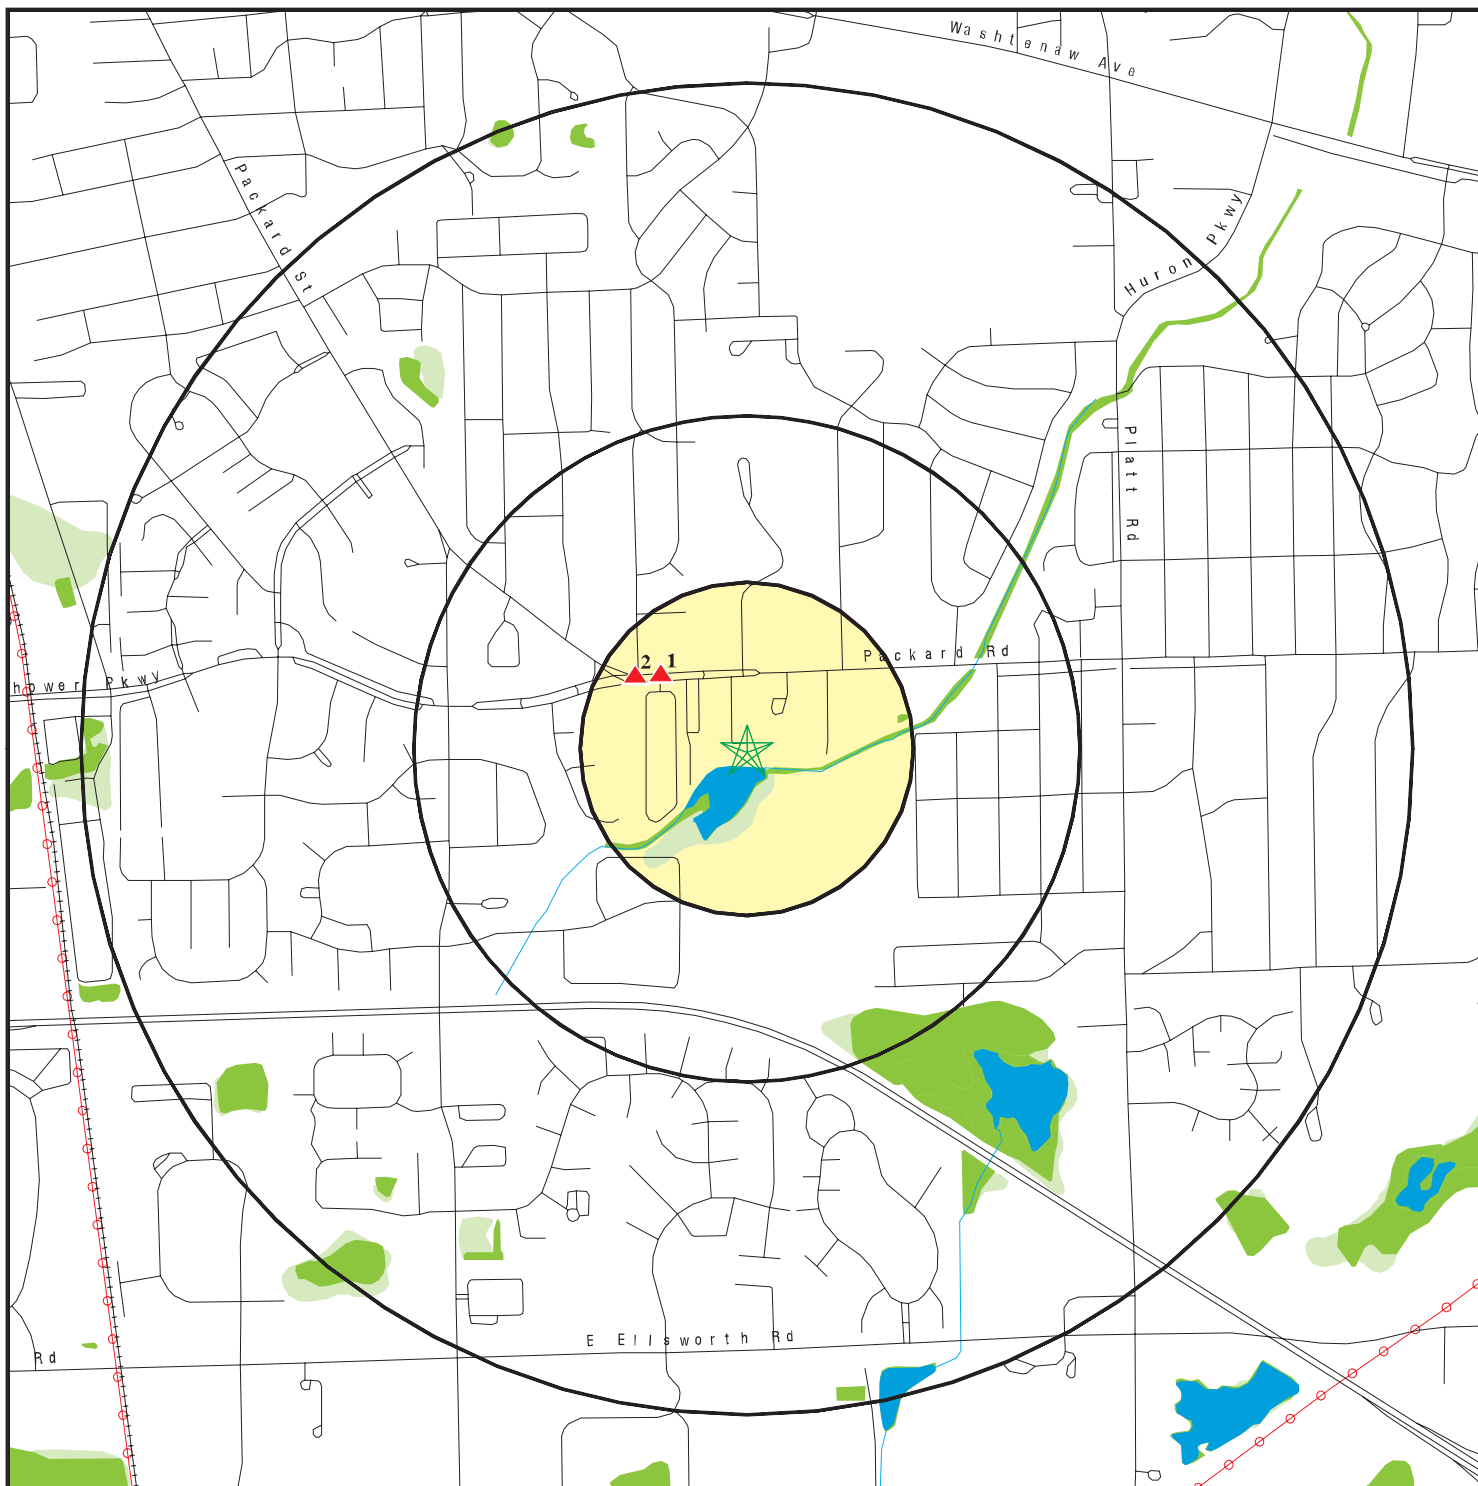 Washtenaw Ave
Packard St
Huron Pkwy
Platt Rd
Packard Rd
2 1
hower Pkwy
E Ellsworth Rd
Rd